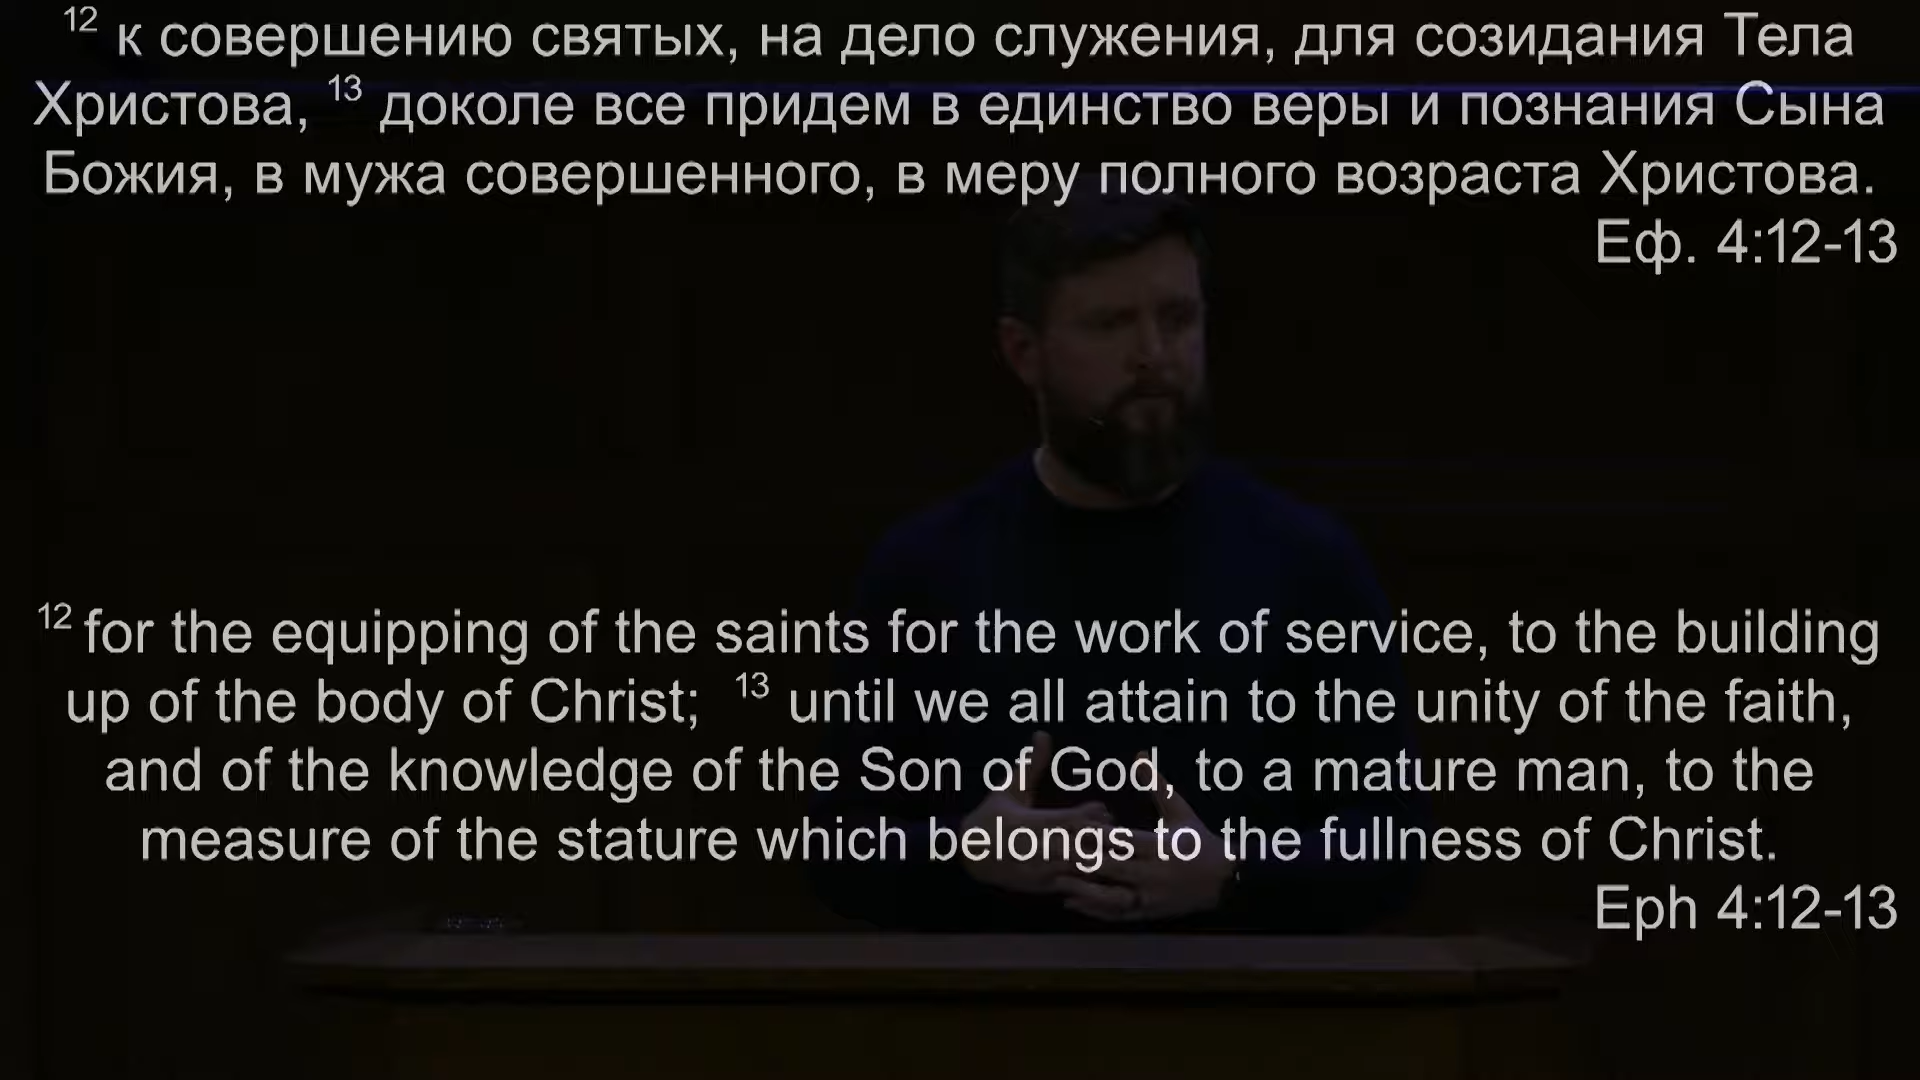 12 к совершению святых, на дело служения, для созидания Тела
Христова, 13 доколе все придем в единство веры и познания Сына
Божия, в мужа совершенного, в меру полного возраста Христова.
Еф. 4:12-13
12 for the equipping of the saints for the work of service, to the building
up of the body of Christ; 13 until we all attain to the unity of the faith,
and of the knowledge of the Son of God, to a mature man, to the
measure of the stature which belongs to the fullness of Christ.
Eph 4:12-13